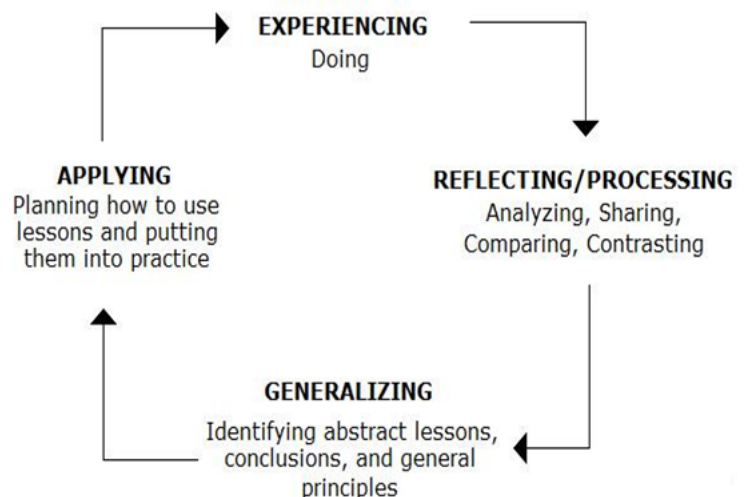 EXPERIENCING
Doing
REFLECTING/PROCESSING
Analyzing, Sharing,
Comparing, Contrasting
GENERALIZING
Identifying abstract lessons,
conclusions, and general
principles
APPLYING
Planning how to use
lessons and putting
them into practice